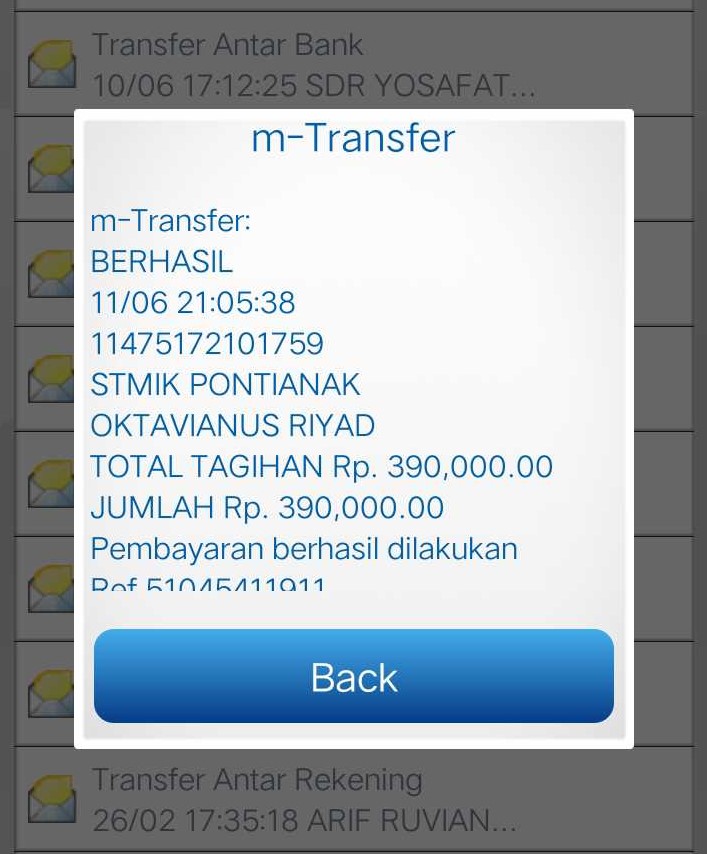 Transfer Antar Bank
10/06 17:12:25 SDR YOSAFAT...
m-Transfer
m-Transfer:
BERHASIL
11/06 21:05:38
11475172101759
STMIK PONTIANAK
OKTAVIANUS RIYAD
TOTAL TAGIHAN Rp. 390,000.00
JUMLAH Rp. 390,000.00
Pembayaran berhasil dilakukan
Ref 51045411911
Back
Transfer Antar Rekening
26/02 17:35:18 ARIF RUVIAN...